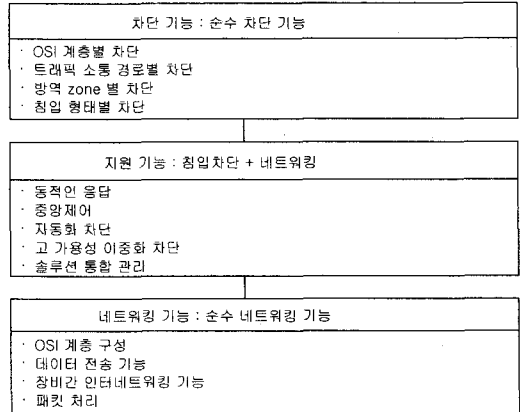 차단 기능 : 순수 차단 기능
· OSI 계층별 차단
· 트래픽 소통 경로별 차단
· 방역 zone 별 차단
· 침입 형태별 차단
지원 기능 : 침입차단 + 네트워킹
· 동적인 응답
· 중앙제어
· 자동화 차단
· 고 가용성 이중화 차단
· 솔루션 통합 관리
네트워킹 기능 : 순수 네트워킹 기능
· OSI 계층 구성
· 데이터 전송 기능
· 장비간 인터네트워킹 기능
· 패킷 처리